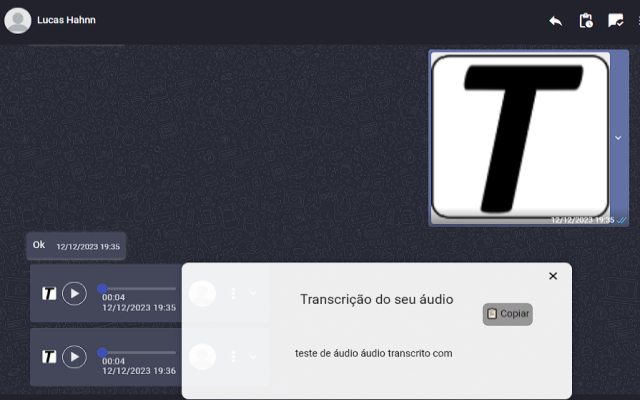 Lucas Hahnn
T
12/12/2023 19:35
Ok 12/12/2023 19:35
T
00:04
12/12/2023 19:35
Transcrição do seu áudio
Copiar
T
00:04
12/12/2023 19:36
teste de áudio áudio transcrito com